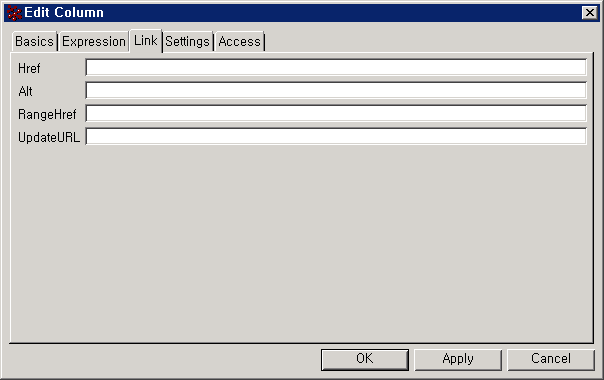 Edit Column
Basics Expression Link Settings Access
Href
Alt
RangeHref
UpdateURL
OK Apply Cancel